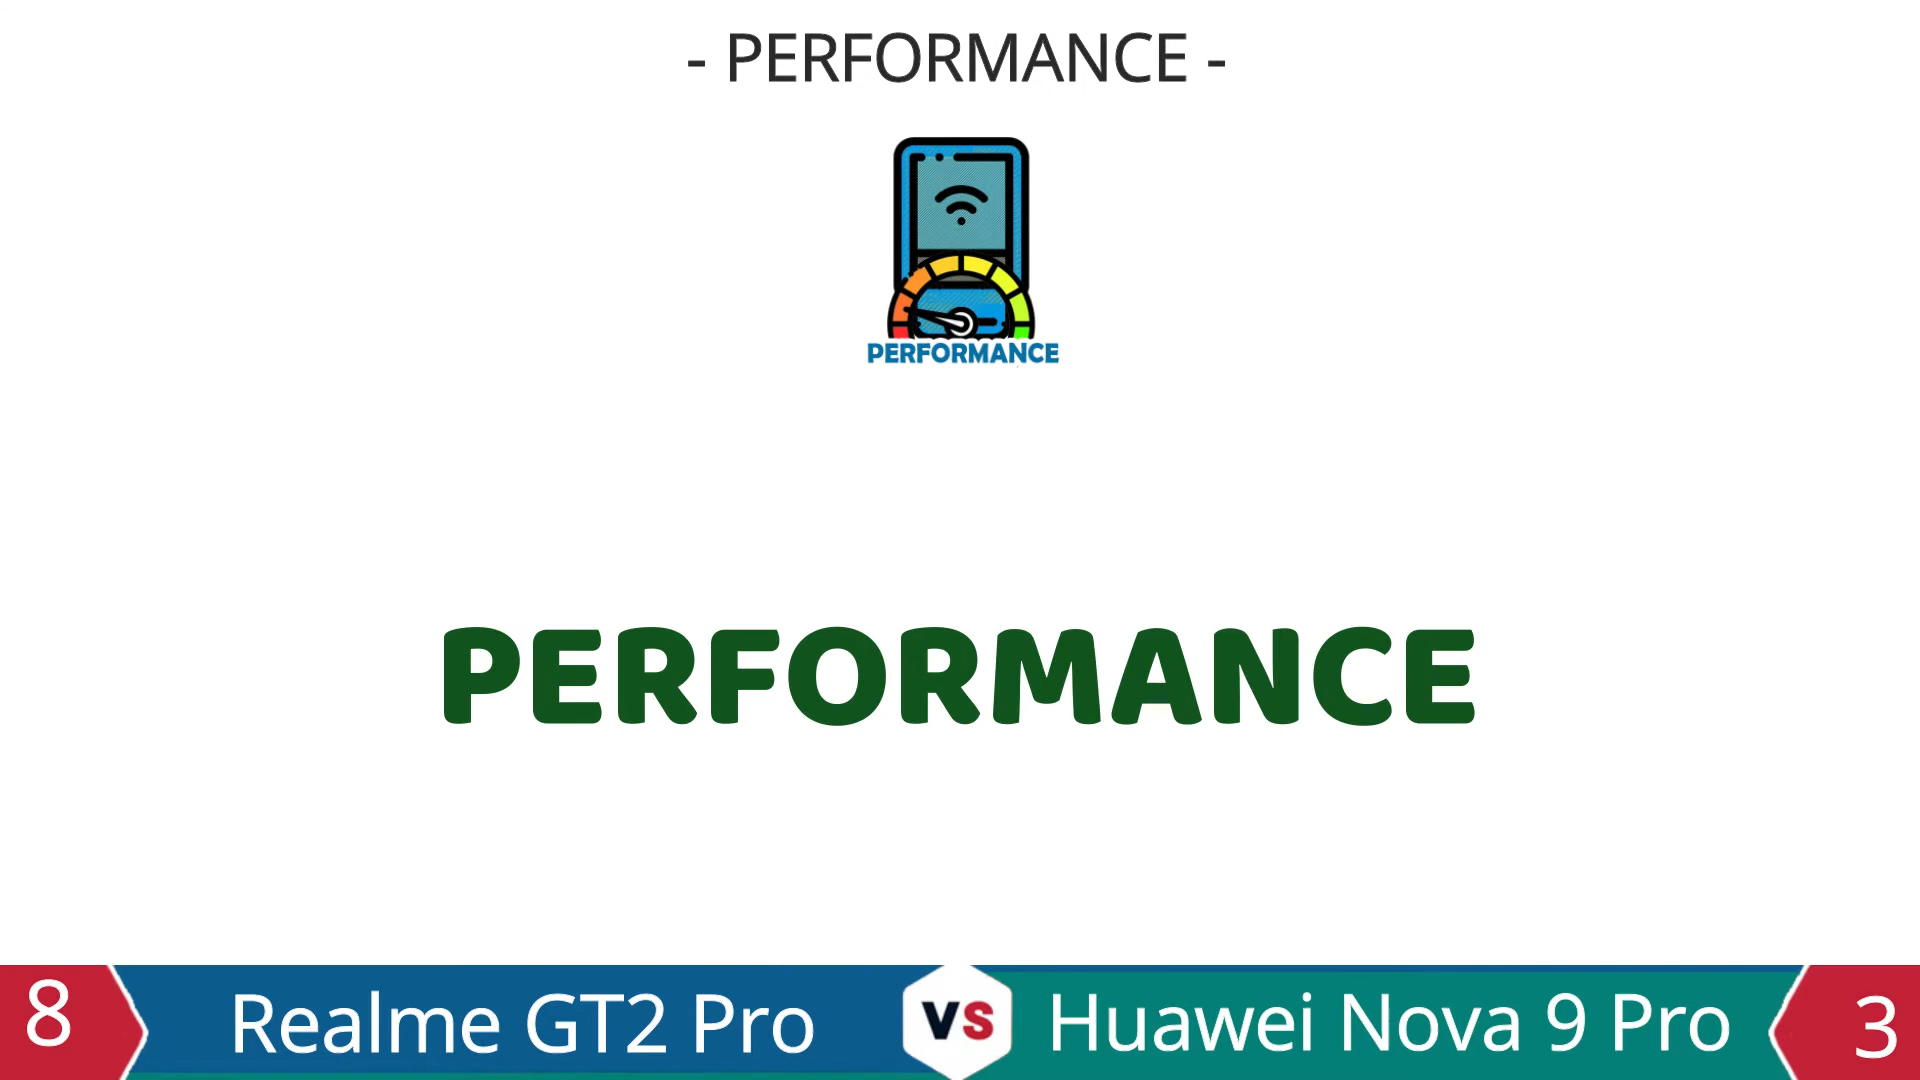 - PERFORMANCE -
PERFORMANCE
PERFORMANCE
8 Realme GT2 Pro VS Huawei Nova 9 Pro 3